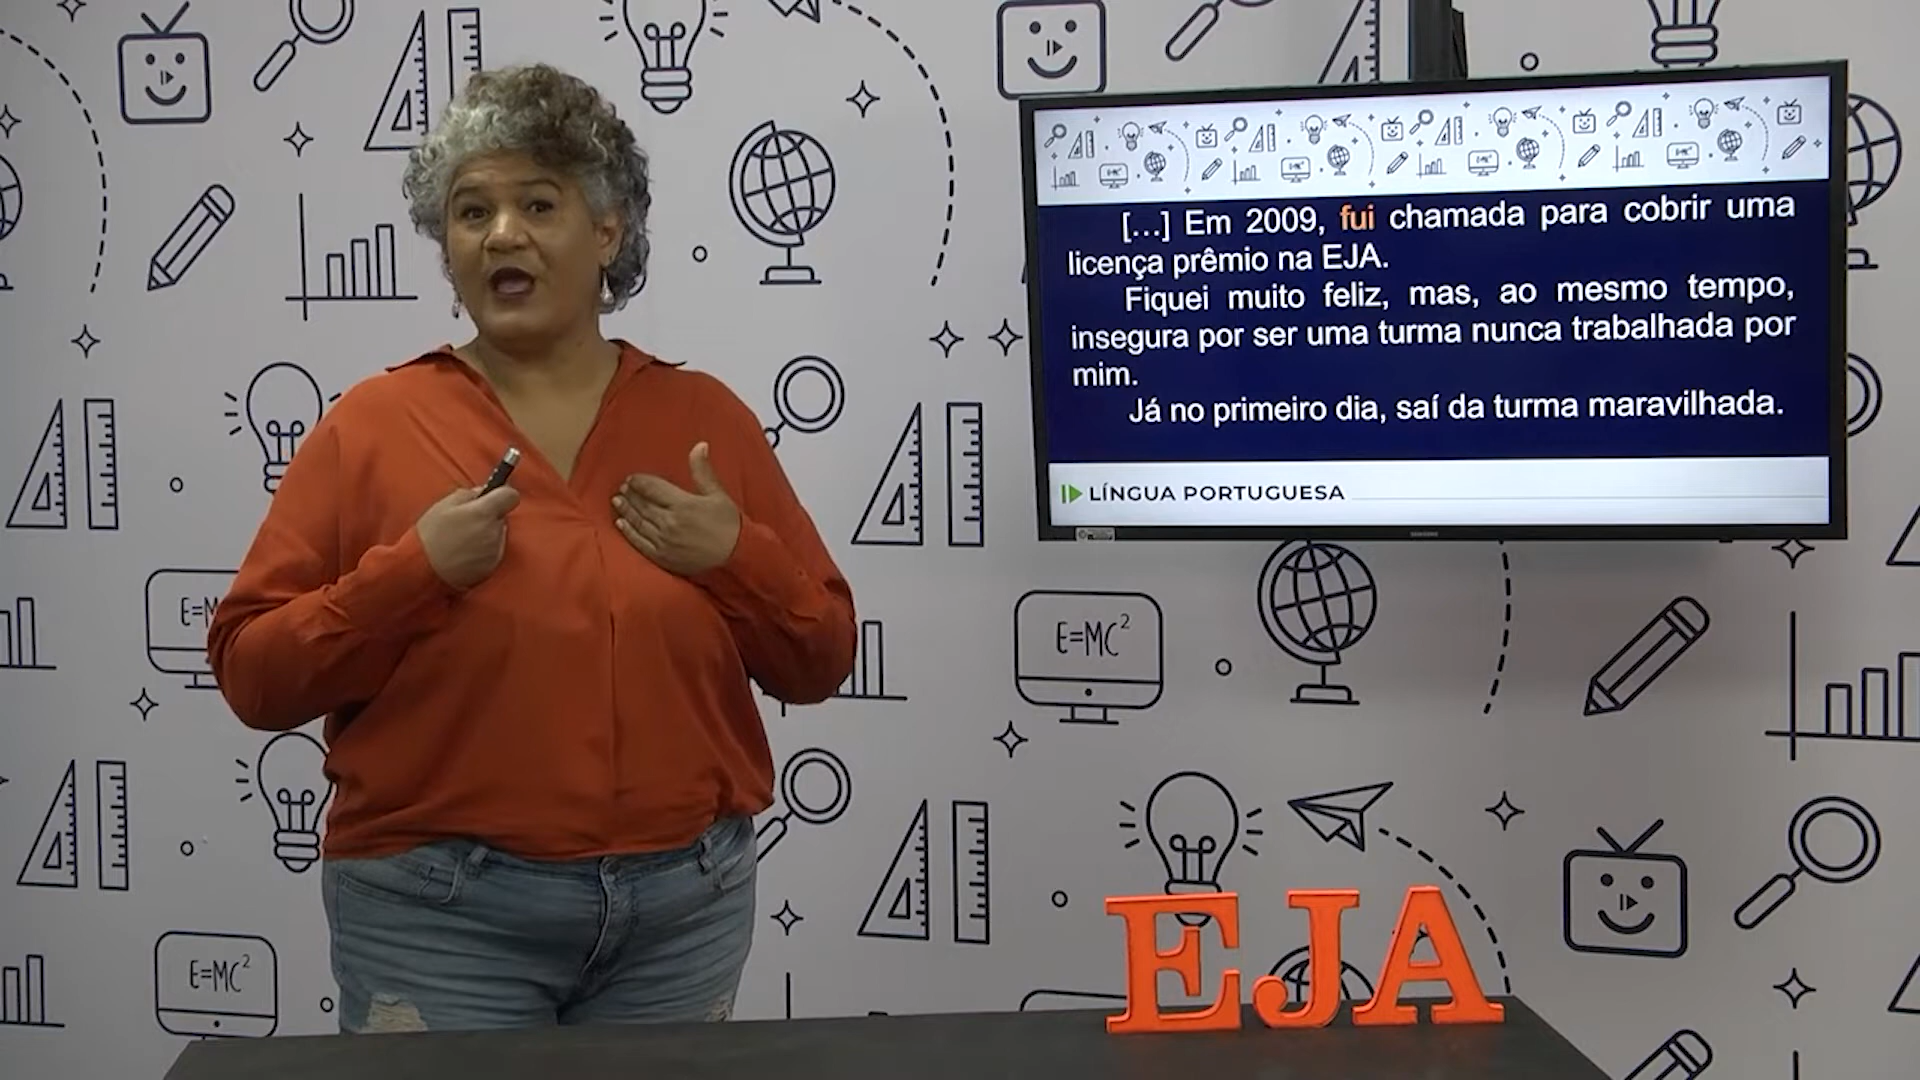 [...] Em 2009, fui chamada para cobrir uma
licença prêmio na EJA.
Fiquei muito feliz, mas, ao mesmo tempo,
insegura por ser uma turma nunca trabalhada por
mim.
Já no primeiro dia, saí da turma maravilhada.
LÍNGUA PORTUGUESA
E=M
E=MC²
E=MC²
EJA